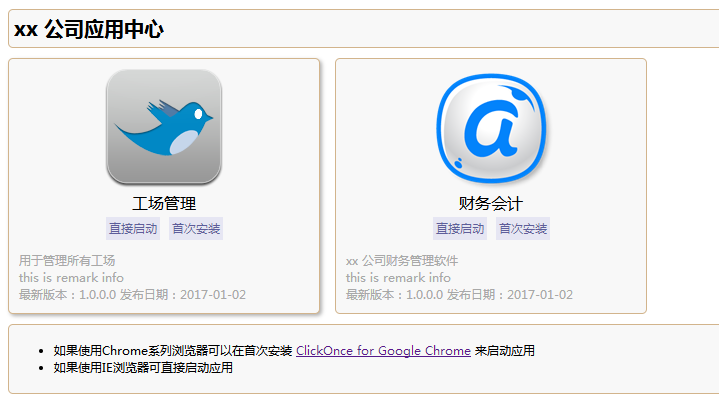 xx 公司应用中心
工场管理
直接启动 首次安装
用于管理所有工场
this is remark info
最新版本：1.0.0.0 发布日期：2017-01-02
财务会计
直接启动 首次安装
xx 公司财务管理软件
this is remark info
最新版本：1.0.0.0 发布日期：2017-01-02
• 如果使用Chrome系列浏览器可以在首次安装 ClickOnce for Google Chrome 来启动应用
• 如果使用IE浏览器可直接启动应用